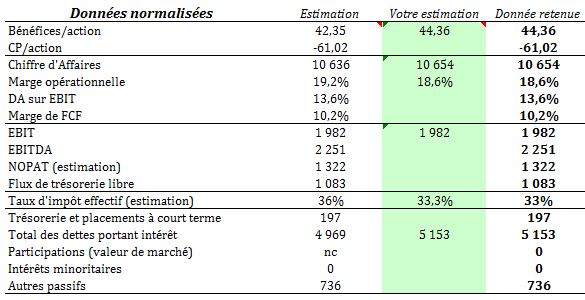 Données normalisées Estimation Votre estimation Donnée retenue
Bénéfices/action 42,35 44,36 44,36
CP/action -61,02 -61,02
Chiffre d'Affaires 10 636 10 654 10 654
Marge opérationnelle 19,2% 18,6% 18,6%
DA sur EBIT 13,6% 13,6%
Marge de FCF 10,2% 10,2%
EBIT 1 982 1 982 1 982
EBITDA 2 251 2 251
NOPAT (estimation) 1 322 1 322
Flux de trésorerie libre 1 083 1 083
Taux d'impôt effectif (estimation) 36% 33,3% 33%
Trésorerie et placements à court terme 197 197
Total des dettes portant intérêt 4 969 5 153 5 153
Participations (valeur de marché) nc 0
Intérêts minoritaires 0 0
Autres passifs 736 736